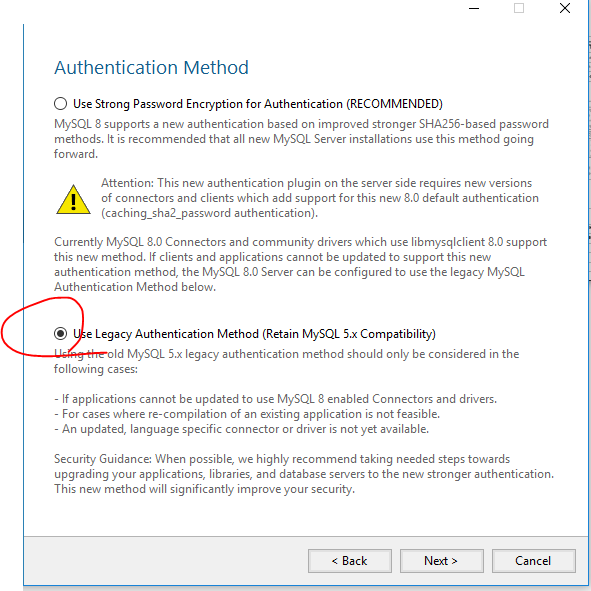 Authentication Method
Use Strong Password Encryption for Authentication (RECOMMENDED)
MySQL 8 supports a new authentication based on improved stronger SHA256-based password
methods. It is recommended that all new MySQL Server installations use this method going
forward.
Attention: This new authentication plugin on the server side requires new versions
of connectors and clients which add support for this new 8.0 default authentication
(caching_sha2_password authentication).
Currently MySQL 8.0 Connectors and community drivers which use libmysqlclient 8.0 support
this new method. If clients and applications cannot be updated to support this new
authentication method, the MySQL 8.0 Server can be configured to use the legacy MySQL
Authentication Method below.
Use Legacy Authentication Method (Retain MySQL 5.x Compatibility)
Using the old MySQL 5.x legacy authentication method should only be considered in the
following cases:
- If applications cannot be updated to use MySQL 8 enabled Connectors and drivers.
- For cases where re-compilation of an existing application is not feasible.
- An updated, language specific connector or driver is not yet available.
Security Guidance: When possible, we highly recommend taking needed steps towards
upgrading your applications, libraries, and database servers to the new stronger authentication.
This new method will significantly improve your security.
< Back
Next >
Cancel